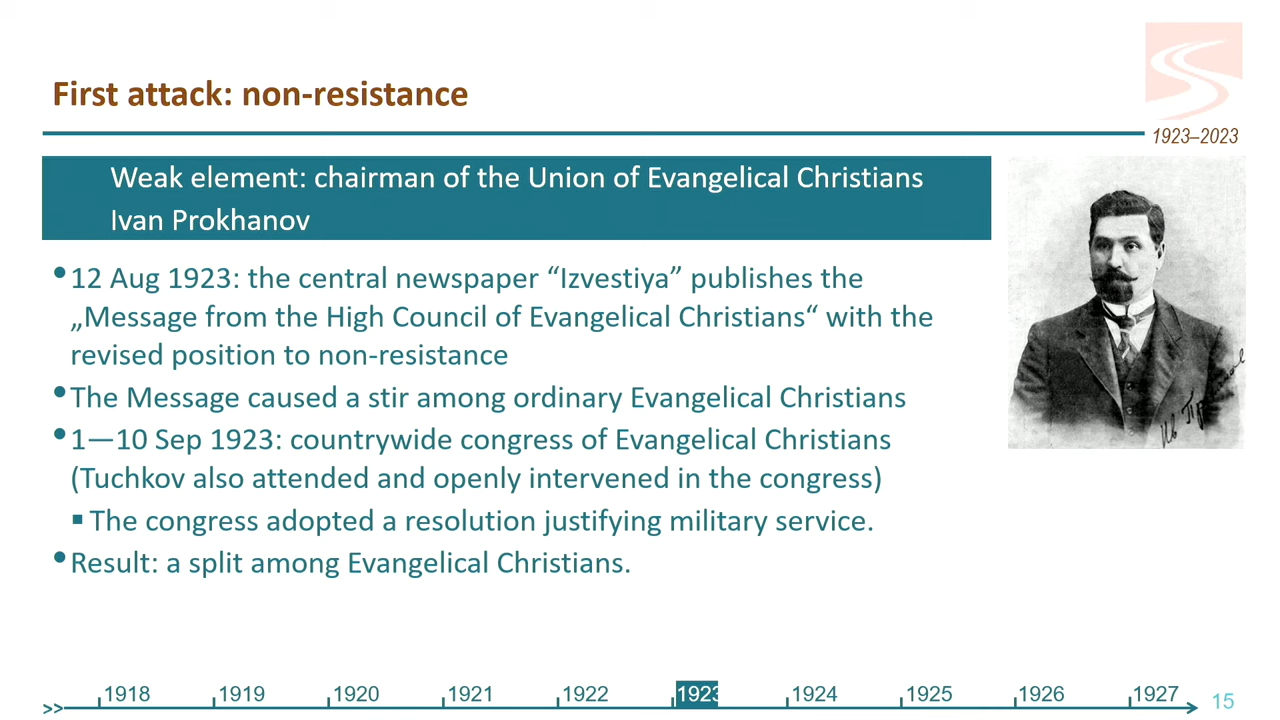 First attack: non-resistance
1923–2023
Weak element: chairman of the Union of Evangelical Christians
Ivan Prokhanov
•12 Aug 1923: the central newspaper “Izvestiya” publishes the
„Message from the High Council of Evangelical Christians“ with the
revised position to non-resistance
•The Message caused a stir among ordinary Evangelical Christians
•1—10 Sep 1923: countrywide congress of Evangelical Christians
(Tuchkov also attended and openly intervened in the congress)
▪The congress adopted a resolution justifying military service.
•Result: a split among Evangelical Christians.
>> 1918 1919 1920 1921 1922 1923 1924 1925 1926 1927 15